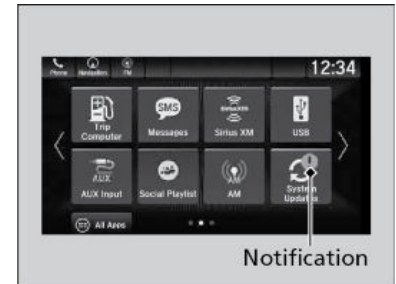 Phone Navigation FM 12:34
Trip Computer
SMS
Messages
SIRIUSXM
Sirius XM
USB
AUX
AUX Input
Social Playlist
AM
System Updates
All Apps
Notification